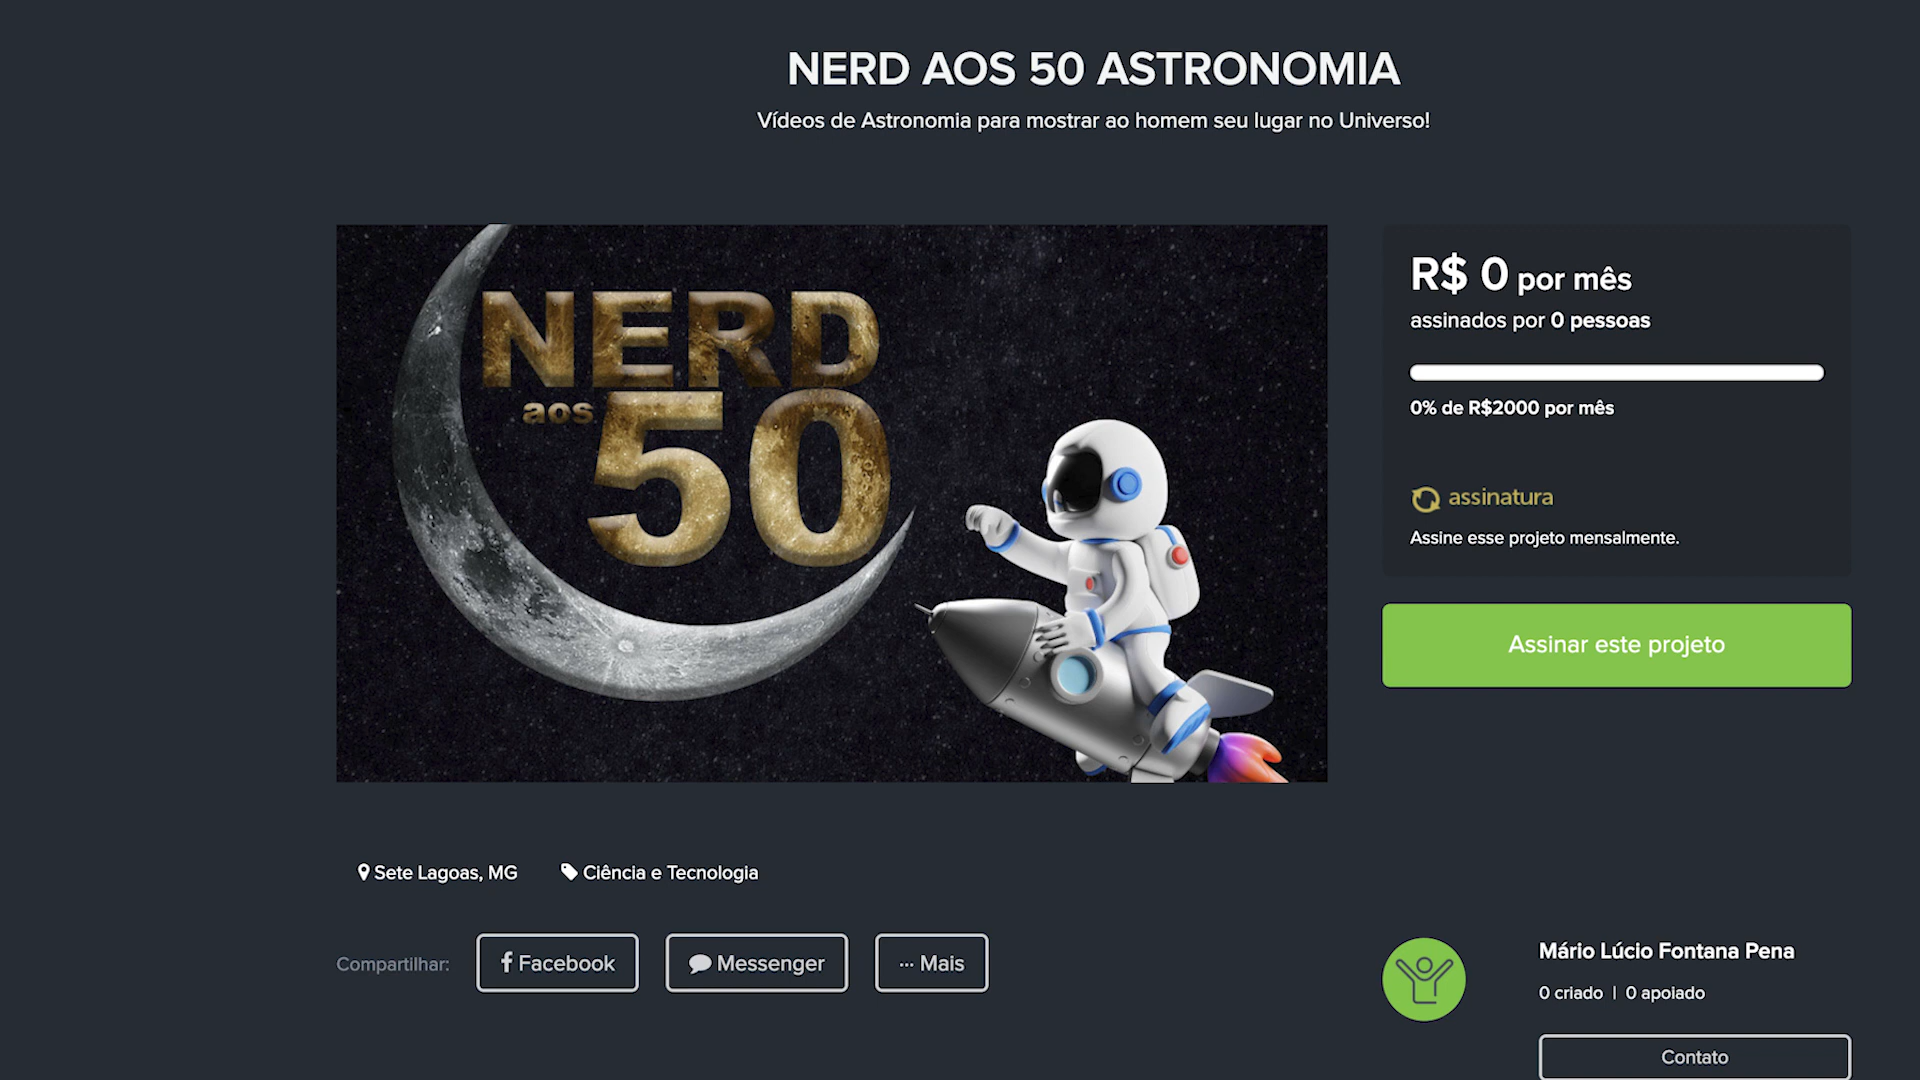 NERD AOS 50 ASTRONOMIA
Vídeos de Astronomia para mostrar ao homem seu lugar no Universo!
NERD
aos
50
R$ 0 por mês
assinados por 0 pessoas
0% de R$2000 por mês
assinatura
Assine esse projeto mensalmente.
Assinar este projeto
Sete Lagoas, MG
Ciência e Tecnologia
Compartilhar:
Facebook
Messenger
··· Mais
Mário Lúcio Fontana Pena
0 criado | 0 apoiado
Contato